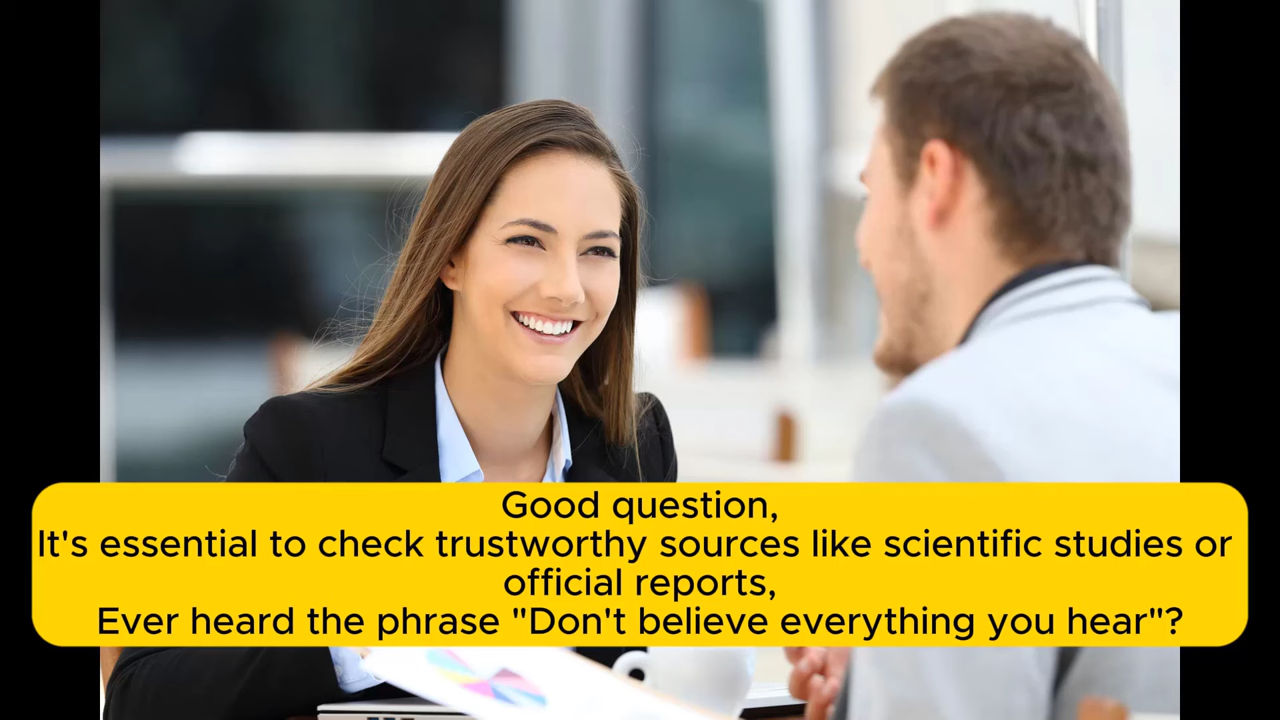 Good question,
It's essential to check trustworthy sources like scientific studies or
official reports,
Ever heard the phrase "Don't believe everything you hear"?